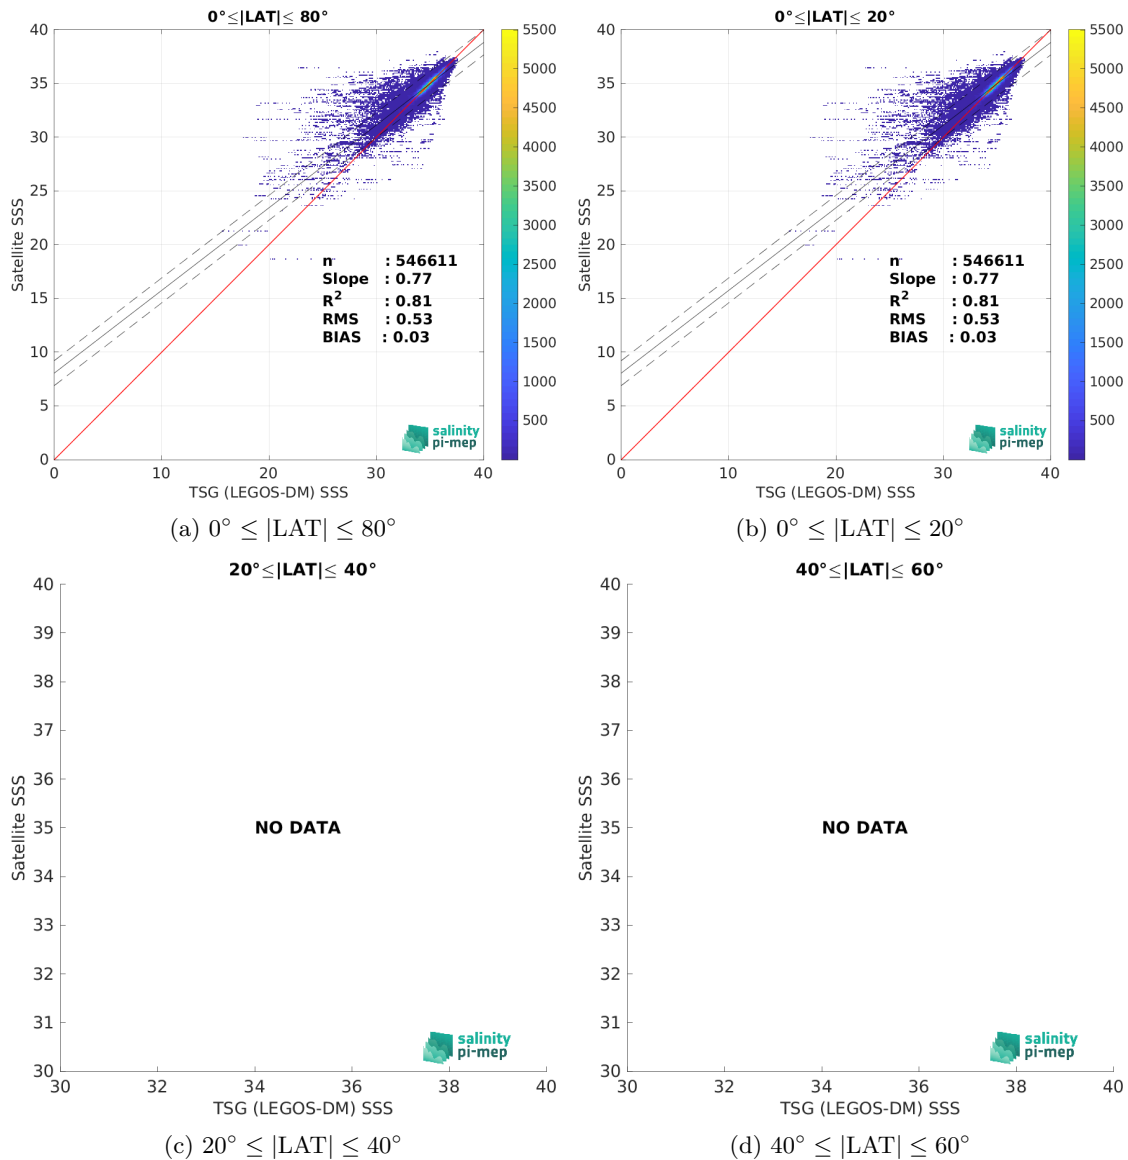 0°≤|LAT|≤ 80°
40
35
30
25
20
15
10
5
0
Satellite SSS
n : 546611
Slope : 0.77
R² : 0.81
RMS : 0.53
BIAS : 0.03
salinity
pi-mep
0 10 20 30 40
TSG (LEGOS-DM) SSS
5500
5000
4500
4000
3500
3000
2500
2000
1500
1000
500
(a) 0° ≤ |LAT| ≤ 80°
0°≤|LAT|≤ 20°
40
35
30
25
20
15
10
5
0
Satellite SSS
n : 546611
Slope : 0.77
R² : 0.81
RMS : 0.53
BIAS : 0.03
salinity
pi-mep
0 10 20 30 40
TSG (LEGOS-DM) SSS
5500
5000
4500
4000
3500
3000
2500
2000
1500
1000
500
(b) 0° ≤ |LAT| ≤ 20°
20°≤|LAT|≤ 40°
40
39
38
37
36
35
34
33
32
31
30
Satellite SSS
NO DATA
salinity
pi-mep
30 32 34 36 38 40
TSG (LEGOS-DM) SSS
(c) 20° ≤ |LAT| ≤ 40°
40°≤|LAT|≤ 60°
40
39
38
37
36
35
34
33
32
31
30
Satellite SSS
NO DATA
salinity
pi-mep
30 32 34 36 38 40
TSG (LEGOS-DM) SSS
(d) 40° ≤ |LAT| ≤ 60°